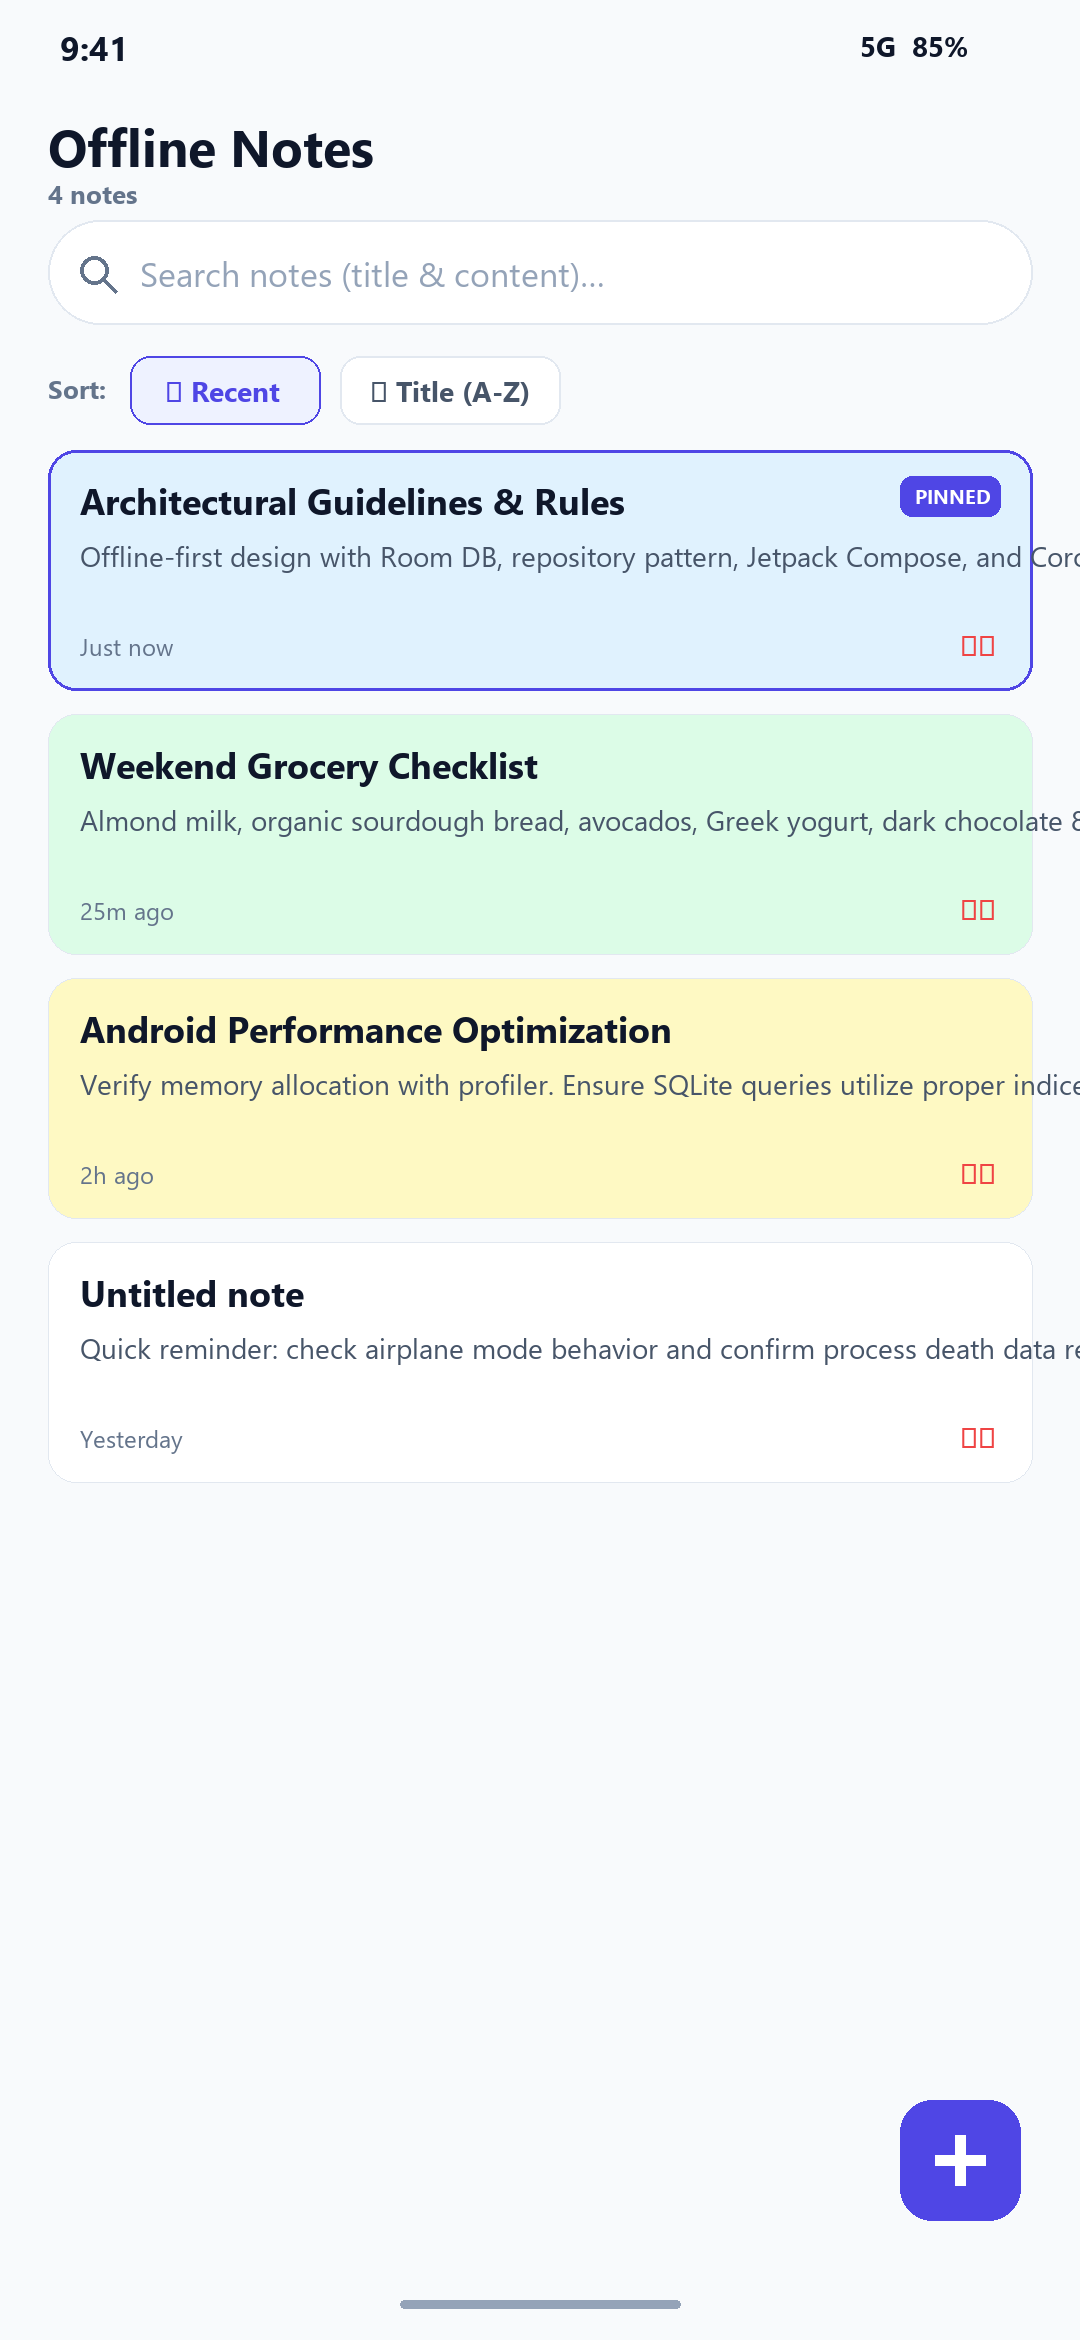 9:41
5G 85%
Offline Notes
4 notes
Search notes (title & content)...
Sort:
Recent
Title (A-Z)
Architectural Guidelines & Rules
PINNED
Offline-first design with Room DB, repository pattern, Jetpack Compose, and
Just now
Weekend Grocery Checklist
Almond milk, organic sourdough bread, avocados, Greek yogurt, dark chocolate
25m ago
Android Performance Optimization
Verify memory allocation with profiler. Ensure SQLite queries utilize proper
2h ago
Untitled note
Quick reminder: check airplane mode behavior and confirm process death data
Yesterday